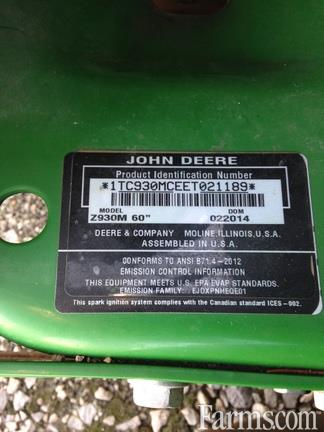 JOHN DEERE
Product Identification Number
*1TC930MCEET021189*
MODEL DOM
Z930M 60" 022014
DEERE & COMPANY MOLINE, ILLINOIS, U.S.A.
ASSEMBLED IN U.S.A.
CONFORMS TO ANSI B71.4-2012
EMISSION CONTROL INFORMATION
THIS EQUIPMENT MEETS U.S. EPA EVAP STANDARDS.
EMISSION FAMILY: EJDXPNHEQE01
This spark ignition system complies with the Canadian standard ICES-002.
Farms.com®